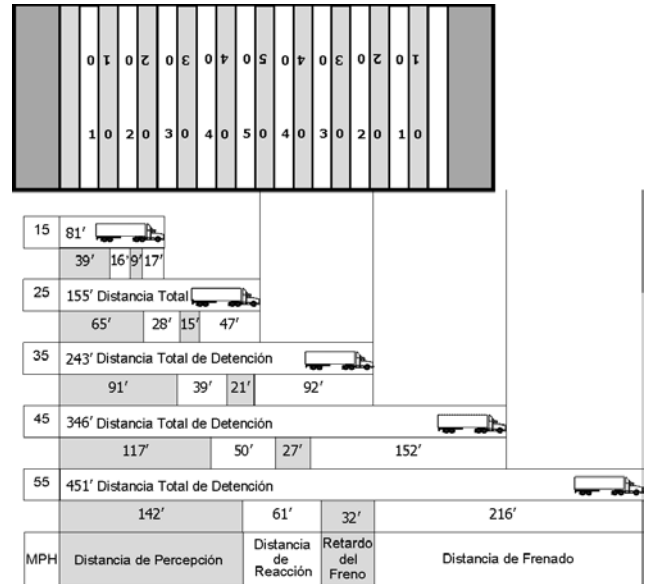 0 1 0 2 0 3 0 4 0 5 0 4 0 3 0 2 0 1
1 0 2 0 3 0 4 0 5 0 4 0 3 0 2 0 1 0
15 81'
39' 16' 9' 17'
25 155' Distancia Total
65' 28' 15' 47'
35 243' Distancia Total de Detención
91' 39' 21' 92'
45 346' Distancia Total de Detención
117' 50' 27' 152'
55 451' Distancia Total de Detención
142' 61' 32' 216'
MPH Distancia de Percepción Distancia de Reacción Retardo del Freno Distancia de Frenado